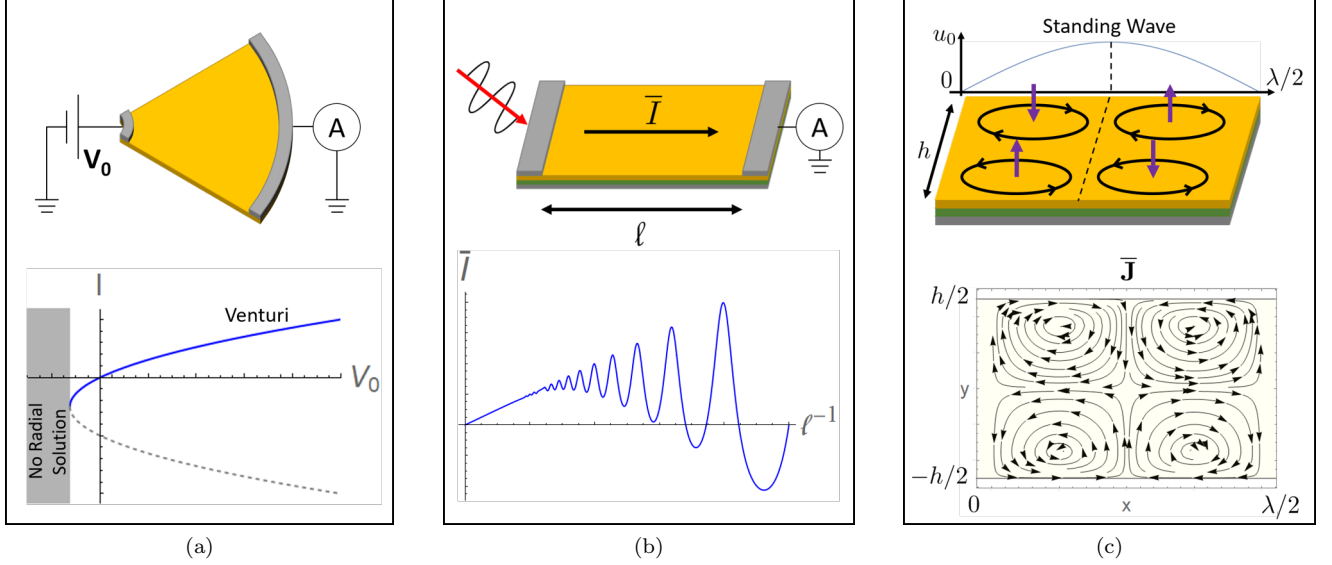 V₀
A
I
Venturi
V₀
No Radial
Solution
(a)
I̅
A
ℓ
I̅
ℓ⁻¹
(b)
Standing Wave
u₀
0
λ/2
h
J̅
h/2
y
−h/2
0
x
λ/2
(c)